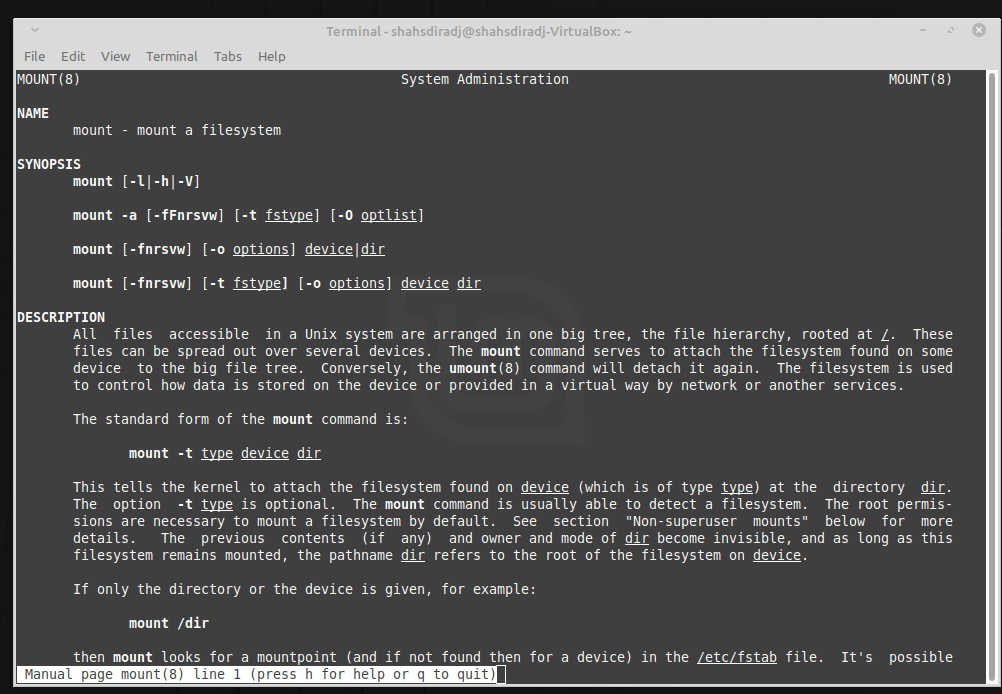 Terminal - shahsdiradj@shahsdiradj-VirtualBox: ~
File Edit View Terminal Tabs Help
MOUNT(8) System Administration MOUNT(8)
NAME
mount - mount a filesystem
SYNOPSIS
mount [-l|-h|-V]
mount -a [-fFnrsvw] [-t fstype] [-O optlist]
mount [-fnrsvw] [-o options] device|dir
mount [-fnrsvw] [-t fstype] [-o options] device dir
DESCRIPTION
All files accessible in a Unix system are arranged in one big tree, the file hierarchy, rooted at /. These
files can be spread out over several devices. The mount command serves to attach the filesystem found on some
device to the big file tree. Conversely, the umount(8) command will detach it again. The filesystem is used
to control how data is stored on the device or provided in a virtual way by network or another services.
The standard form of the mount command is:
mount -t type device dir
This tells the kernel to attach the filesystem found on device (which is of type type) at the directory dir.
The option -t type is optional. The mount command is usually able to detect a filesystem. The root permis-
sions are necessary to mount a filesystem by default. See section "Non-superuser mounts" below for more
details. The previous contents (if any) and owner and mode of dir become invisible, and as long as this
filesystem remains mounted, the pathname dir refers to the root of the filesystem on device.
If only the directory or the device is given, for example:
mount /dir
then mount looks for a mountpoint (and if not found then for a device) in the /etc/fstab file. It's possible
Manual page mount(8) line 1 (press h for help or q to quit)